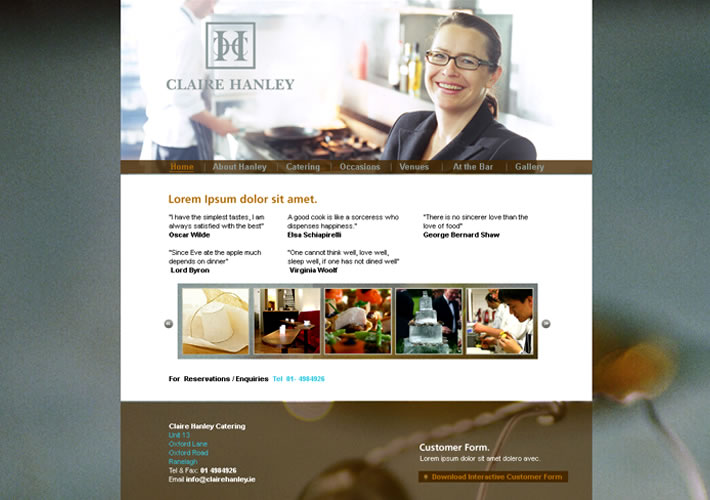 CLAIRE HANLEY
Home | About Hanley | Catering | Occasions | Venues | At the Bar | Gallery
Lorem Ipsum dolor sit amet.
"I have the simplest tastes, I am
always satisfied with the best"
Oscar Wilde
A good cook is like a sorceress who
dispenses happiness."
Elsa Schiapirelli
"There is no sincerer love than the
love of food"
George Bernard Shaw
"Since Eve ate the apple much
depends on dinner"
Lord Byron
"One cannot think well, love well,
sleep well, if one has not dined well"
Virginia Woolf
For Reservations / Enquiries Tel 01- 4984926
Claire Hanley Catering
Unit 13
Oxford Lane
Oxford Road
Ranelagh
Tel & Fax: 01 4984926
Email info@clairehanley.ie
Customer Form.
Lorem ipsum dolor sit amet dolero avec.
Download Interactive Customer Form